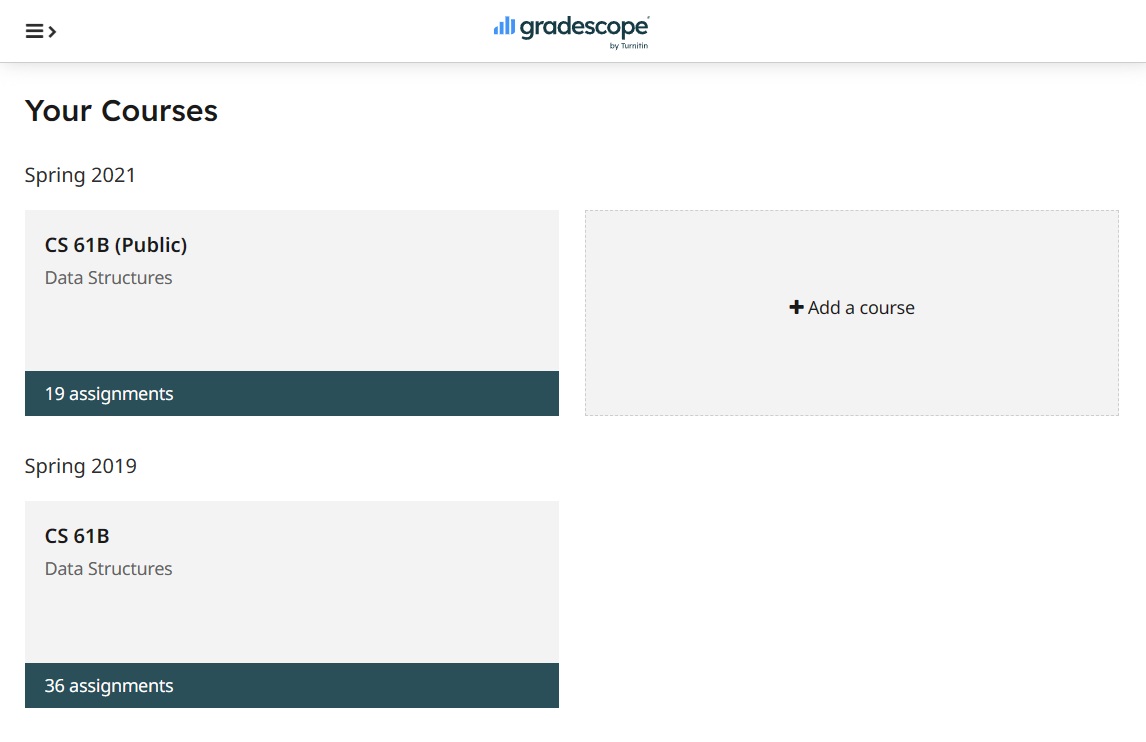 gradescope
by Turnitin
Your Courses
Spring 2021
CS 61B (Public)
Data Structures
19 assignments
Add a course
Spring 2019
CS 61B
Data Structures
36 assignments